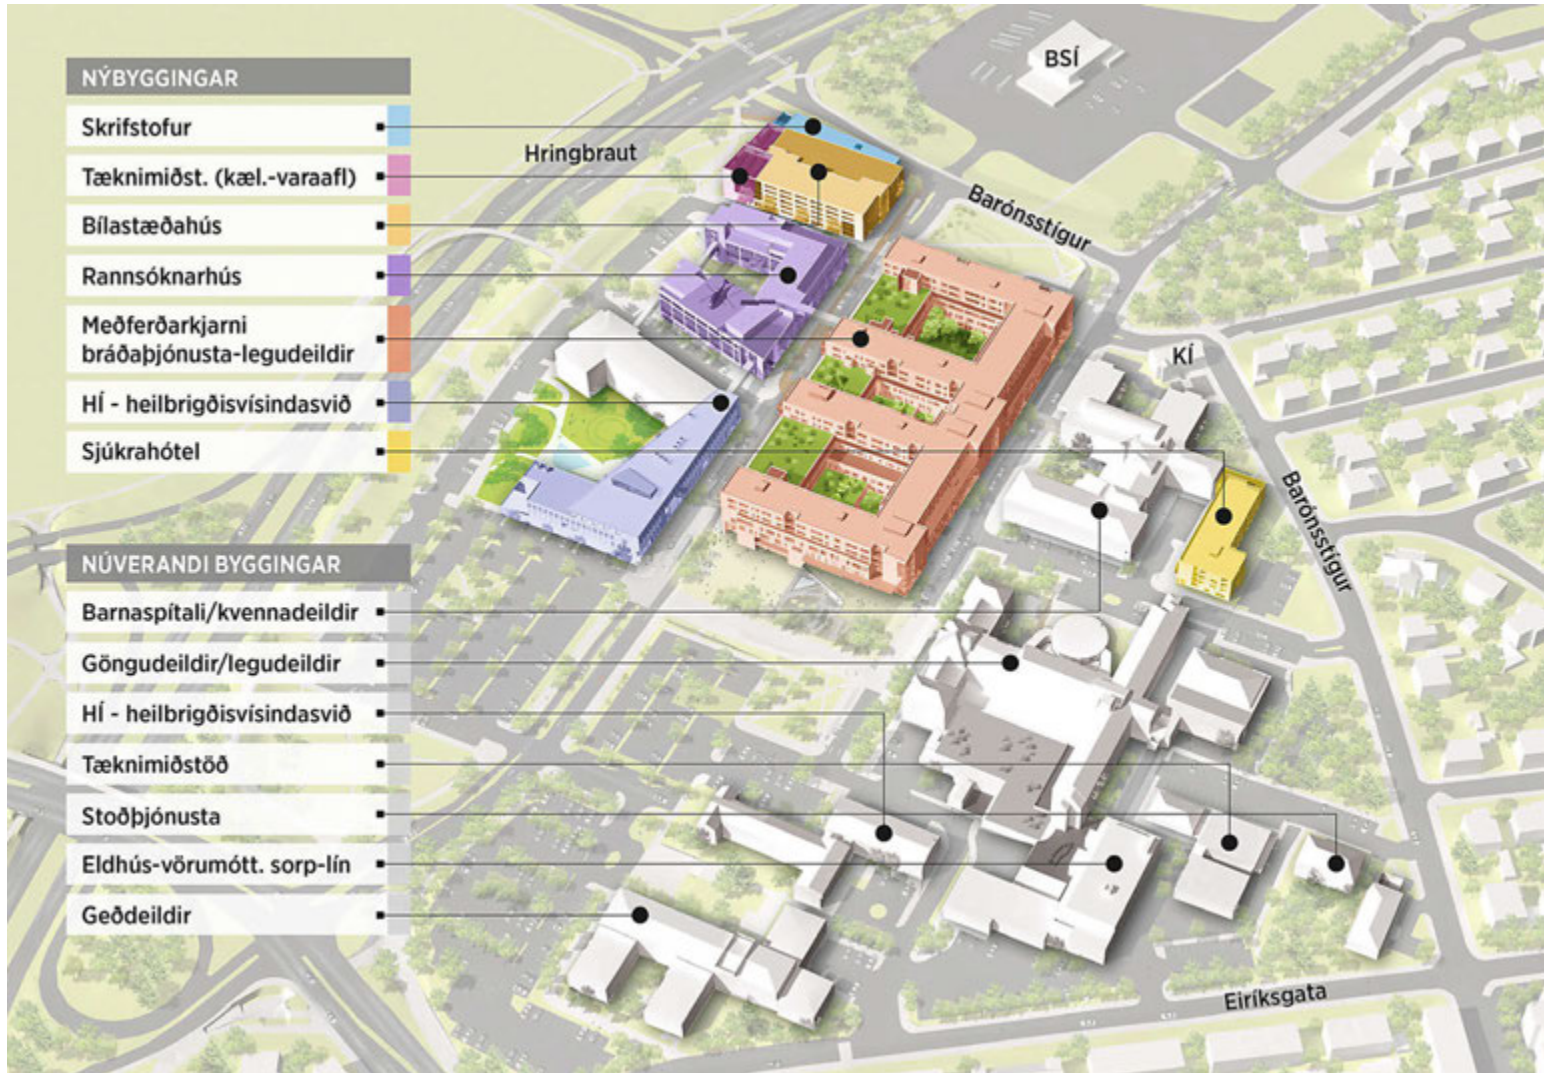 NÝBYGGINGAR
Skrifstofur
Tæknimiðst. (kæl.-varaafl)
Bílastæðahús
Rannsóknarhús
Meðferðarkjarni
bráðaþjónusta-legudeildir
HÍ - heilbrigðisvísindasvið
Sjúkrahótel
NÚVERANDI BYGGINGAR
Barnaspítali/kvennadeildir
Göngudeildir/legudeildir
HÍ - heilbrigðisvísindasvið
Tæknimiðstöð
Stoðþjónusta
Eldhús-vörumótt. sorp-lín
Geðdeildir
BSÍ
Hringbraut
Barónsstígur
KÍ
Barónsstígur
Eiríksgata